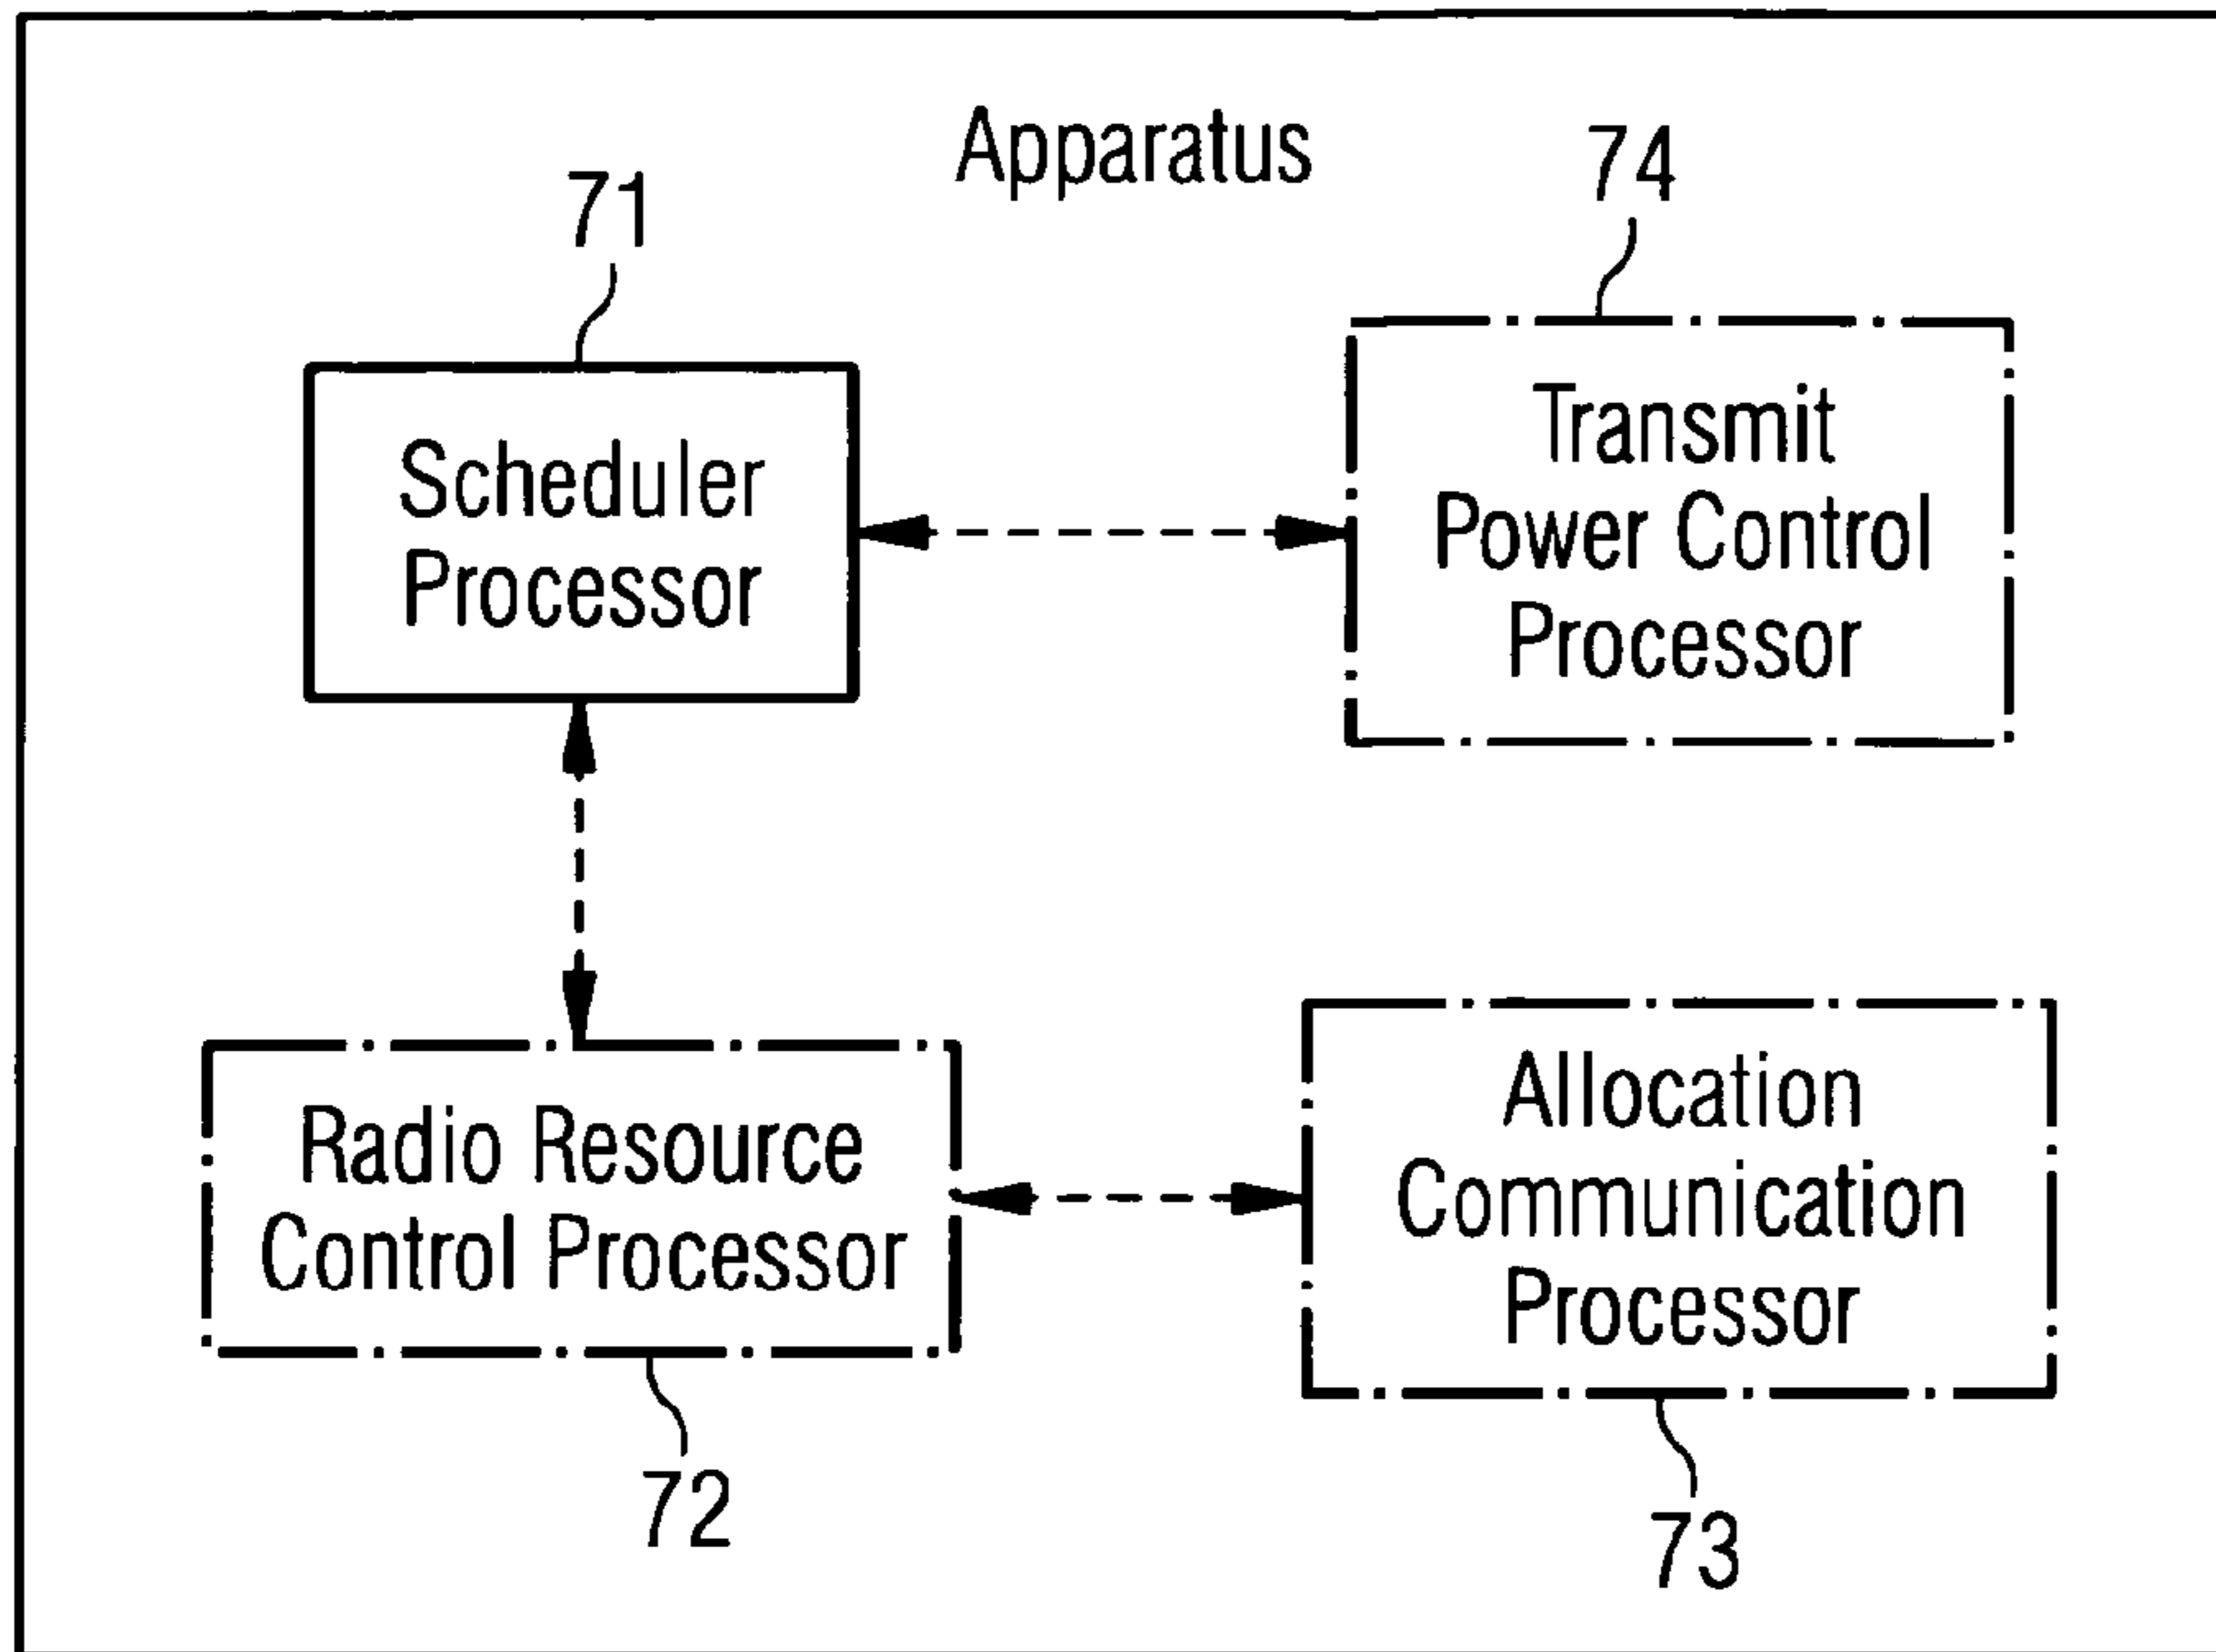 Apparatus
71
74
Scheduler
Processor
Transmit
Power Control
Processor
Radio Resource
Control Processor
Allocation
Communication
Processor
72
73